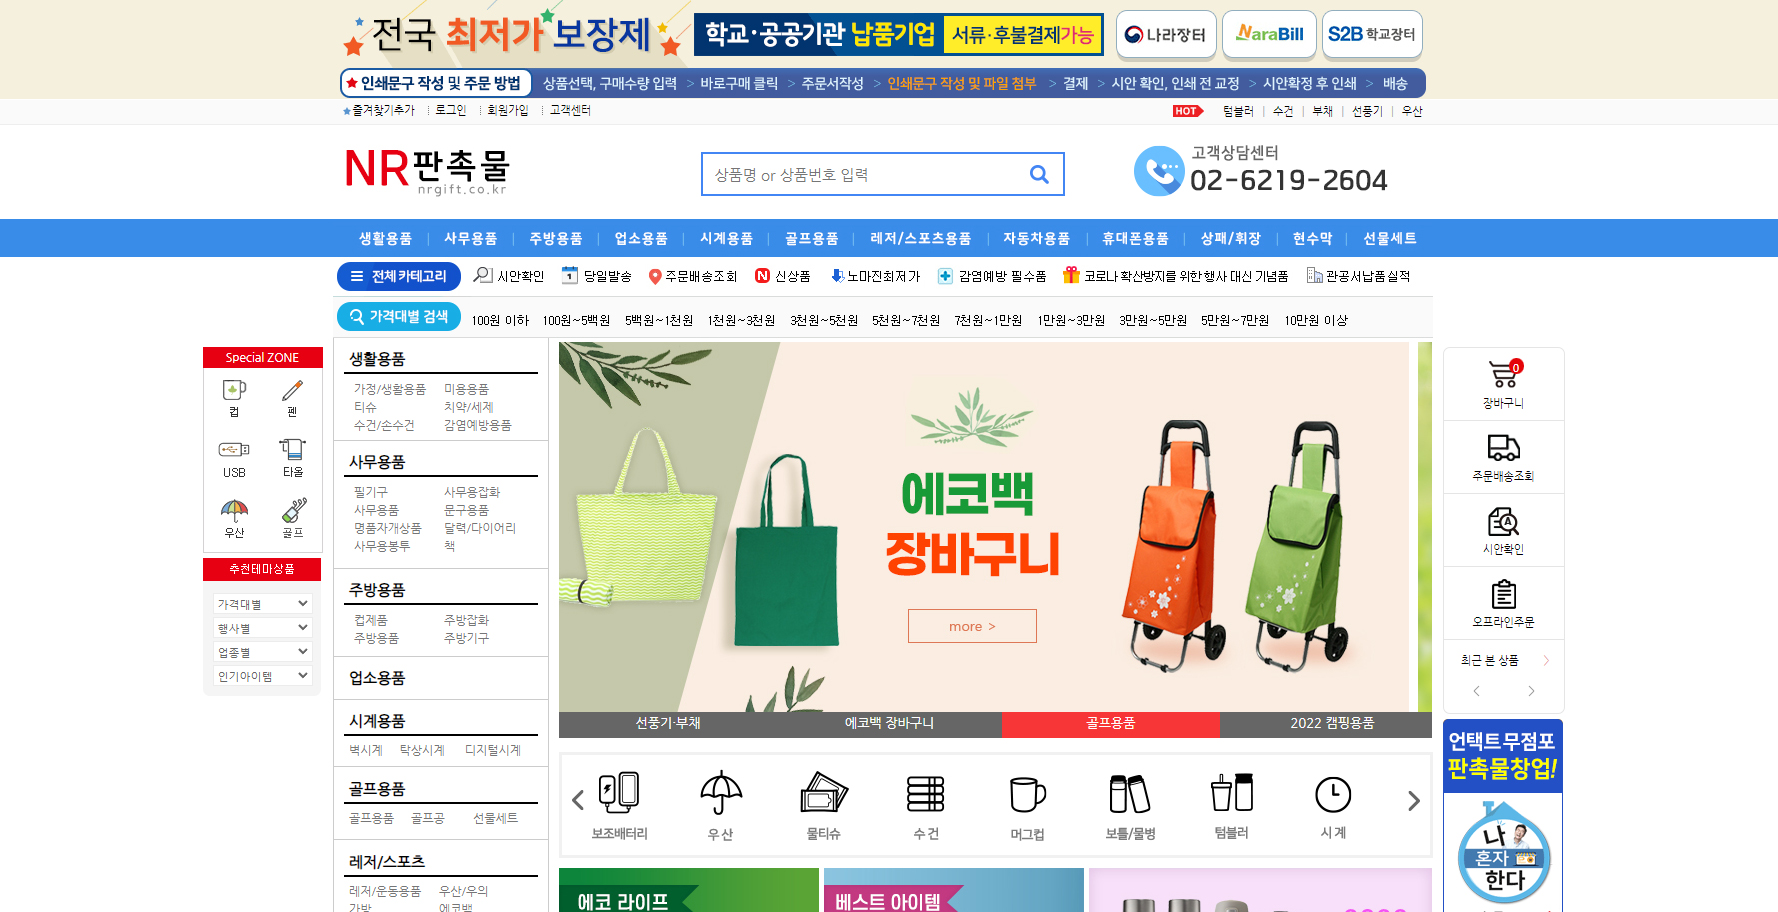 전국 최저가 보장제
학교·공공기관 납품기업 서류·후불결제가능
나라장터
NaraBill
S2B 학교장터
인쇄문구 작성 및 주문 방법 상품선택, 구매수량 입력 > 바로구매 클릭 > 주문서작성 > 인쇄문구 작성 및 파일 첨부 > 결제 > 시안 확인, 인쇄 전 교정 > 시안확정 후 인쇄 > 배송
즐겨찾기추가 로그인 회원가입 고객센터
HOT 텀블러 | 수건 | 부채 | 선풍기 | 우산
NR판촉물
nrgift.co.kr
상품명 or 상품번호 입력
고객상담센터
02-6219-2604
생활용품 | 사무용품 | 주방용품 | 업소용품 | 시계용품 | 골프용품 | 레저/스포츠용품 | 자동차용품 | 휴대폰용품 | 상패/휘장 | 현수막 | 선물세트
전체 카테고리 시안확인 1 당일발송 주문배송조회 N 신상품 노마진최저가 감염예방 필수품 코로나 확산방지를 위한 행사 대신 기념품 관공서납품실적
가격대별 검색 100원 이하 100원~5백원 5백원~1천원 1천원~3천원 3천원~5천원 5천원~7천원 7천원~1만원 1만원~3만원 3만원~5만원 5만원~7만원 10만원 이상
Special ZONE
컵 펜
USB 타올
우산 골프
추천테마상품
가격대별
행사별
업종별
인기아이템
생활용품
가정/생활용품 미용용품
티슈 치약/세제
수건/손수건 감염예방용품
사무용품
필기구 사무용잡화
사무용품 문구용품
명품자개상품 달력/다이어리
사무용봉투 책
주방용품
컵제품 주방잡화
주방용품 주방기구
업소용품
시계용품
벽시계 탁상시계 디지털시계
골프용품
골프용품 골프공 선물세트
레저/스포츠
레저/운동용품 우산/우의
가방 에코백
에코백
장바구니
more >
선풍기·부채 에코백 장바구니 골프용품 2022 캠핑용품
보조배터리 우 산 물티슈 수 건 머그컵 보틀/물병 텀블러 시 계
에코 라이프
베스트 아이템
0
장바구니
주문배송조회
A
시안확인
오프라인주문
최근 본 상품 >
< >
언택트무점포
판촉물창업!
나
혼자
한다